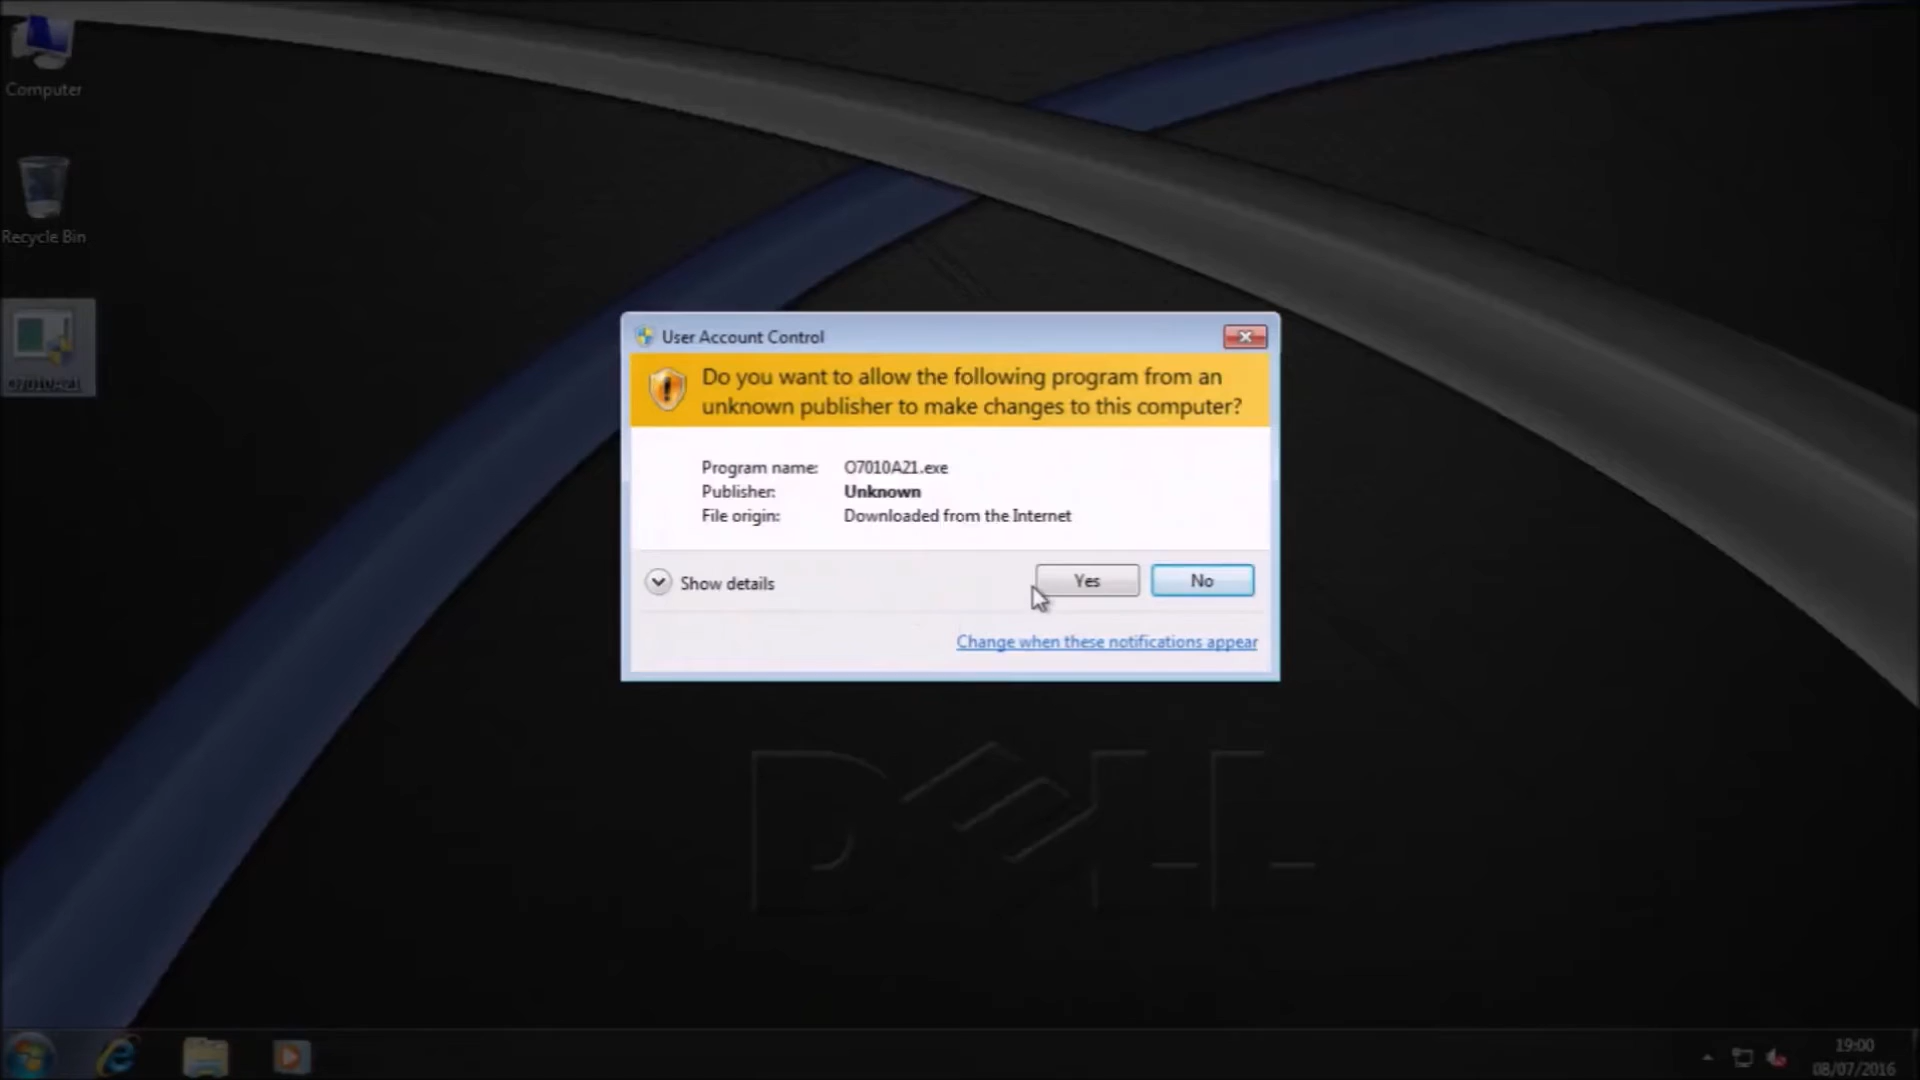 Computer
Recycle Bin
O7010A21
User Account Control
Do you want to allow the following program from an
unknown publisher to make changes to this computer?
Program name: O7010A21.exe
Publisher: Unknown
File origin: Downloaded from the Internet
Show details
Yes
No
Change when these notifications appear
DELL
19:00
08/07/2016